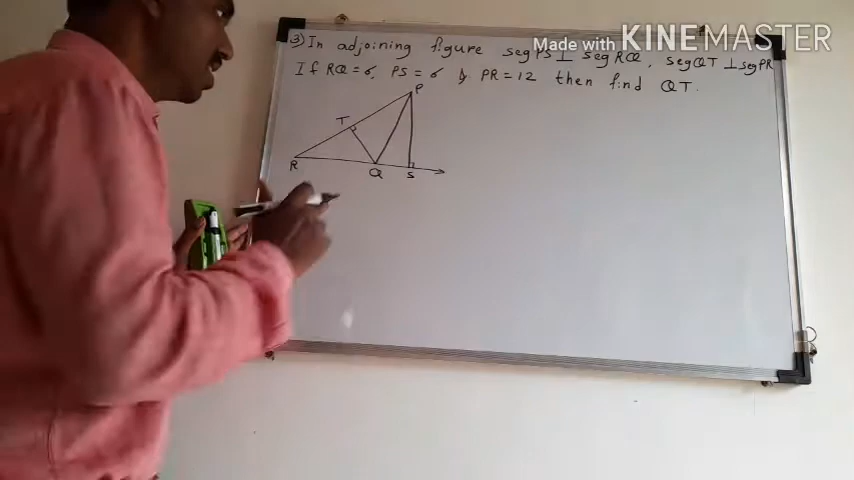 Made with KINEMASTER
3) In adjoining figure seg PS ⊥ seg RQ, seg QT ⊥ seg PR
If RQ = 6, PS = 6 & PR = 12 then find QT.
P
T
R
Q
S